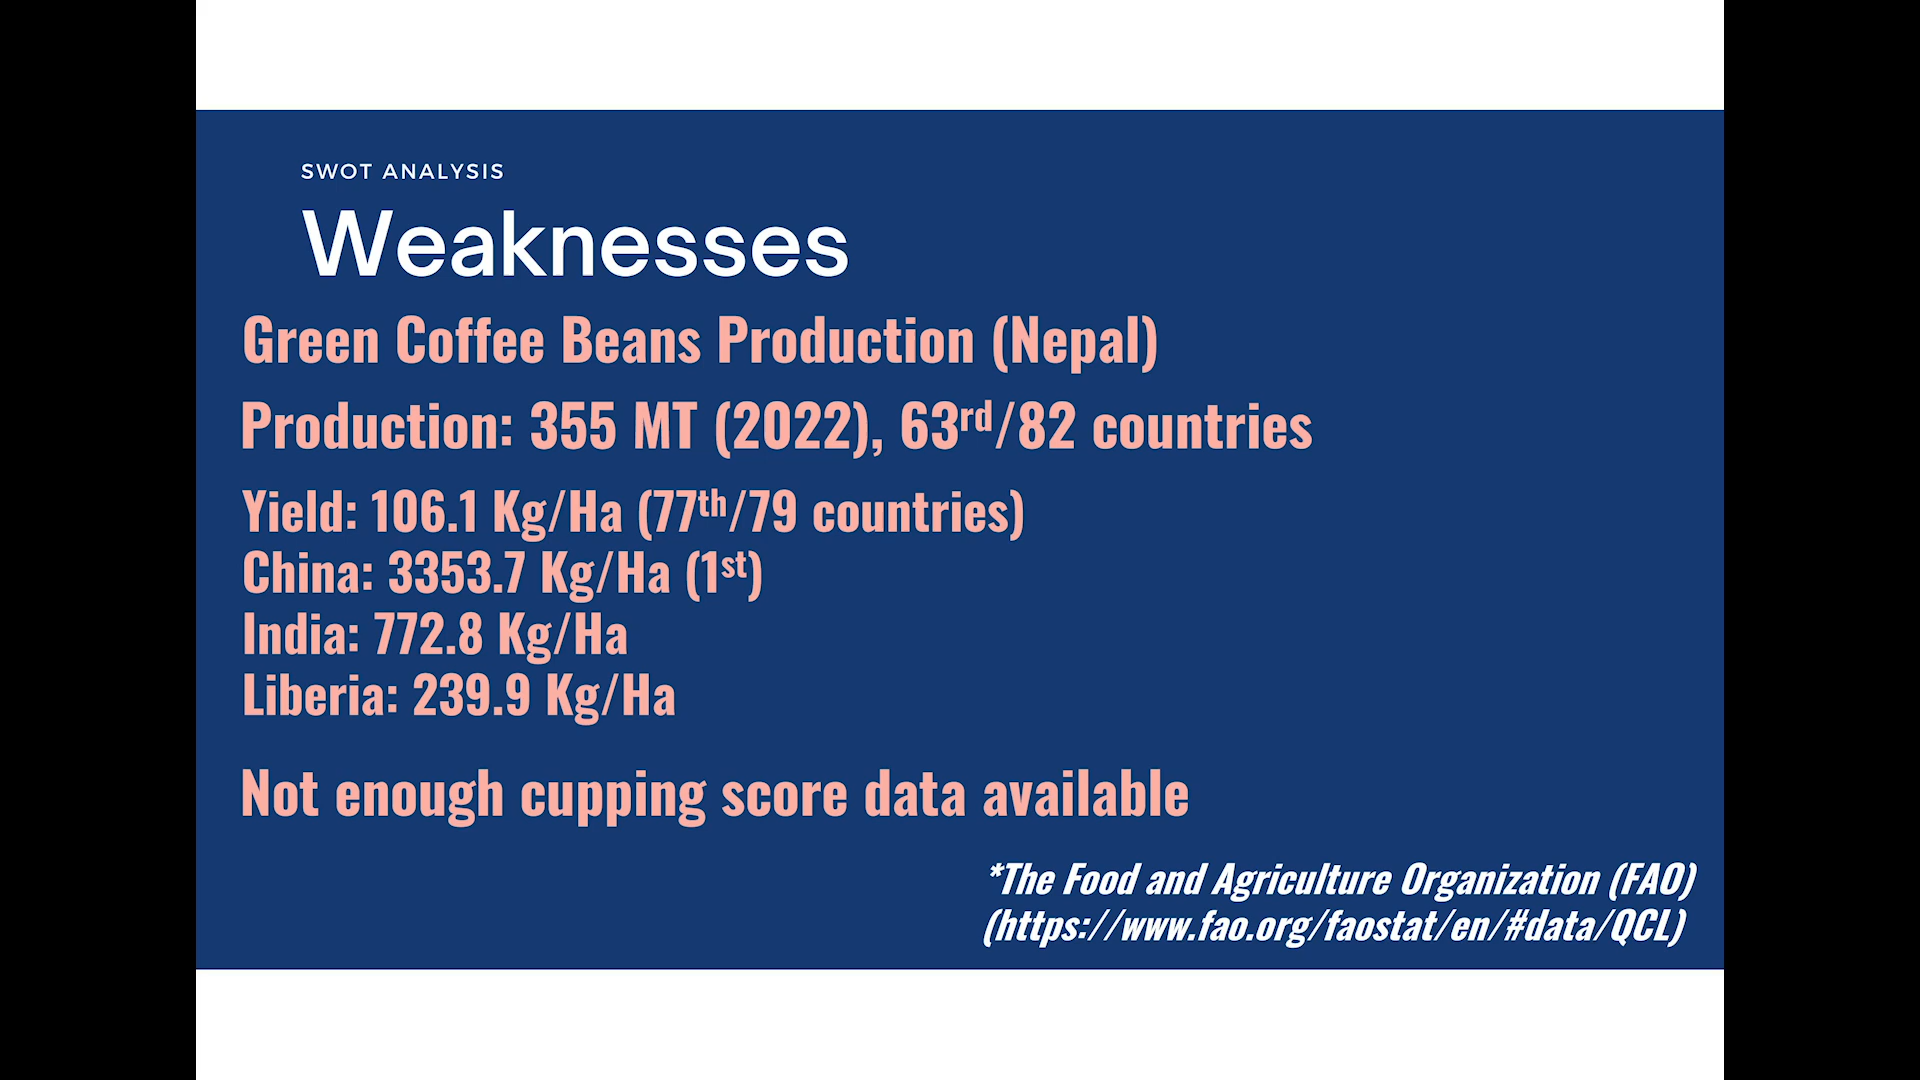 SWOT ANALYSIS
Weaknesses
Green Coffee Beans Production (Nepal)
Production: 355 MT (2022), 63rd/82 countries
Yield: 106.1 Kg/Ha (77th/79 countries)
China: 3353.7 Kg/Ha (1st)
India: 772.8 Kg/Ha
Liberia: 239.9 Kg/Ha
Not enough cupping score data available
*The Food and Agriculture Organization (FAO)
(https://www.fao.org/faostat/en/#data/QCL)